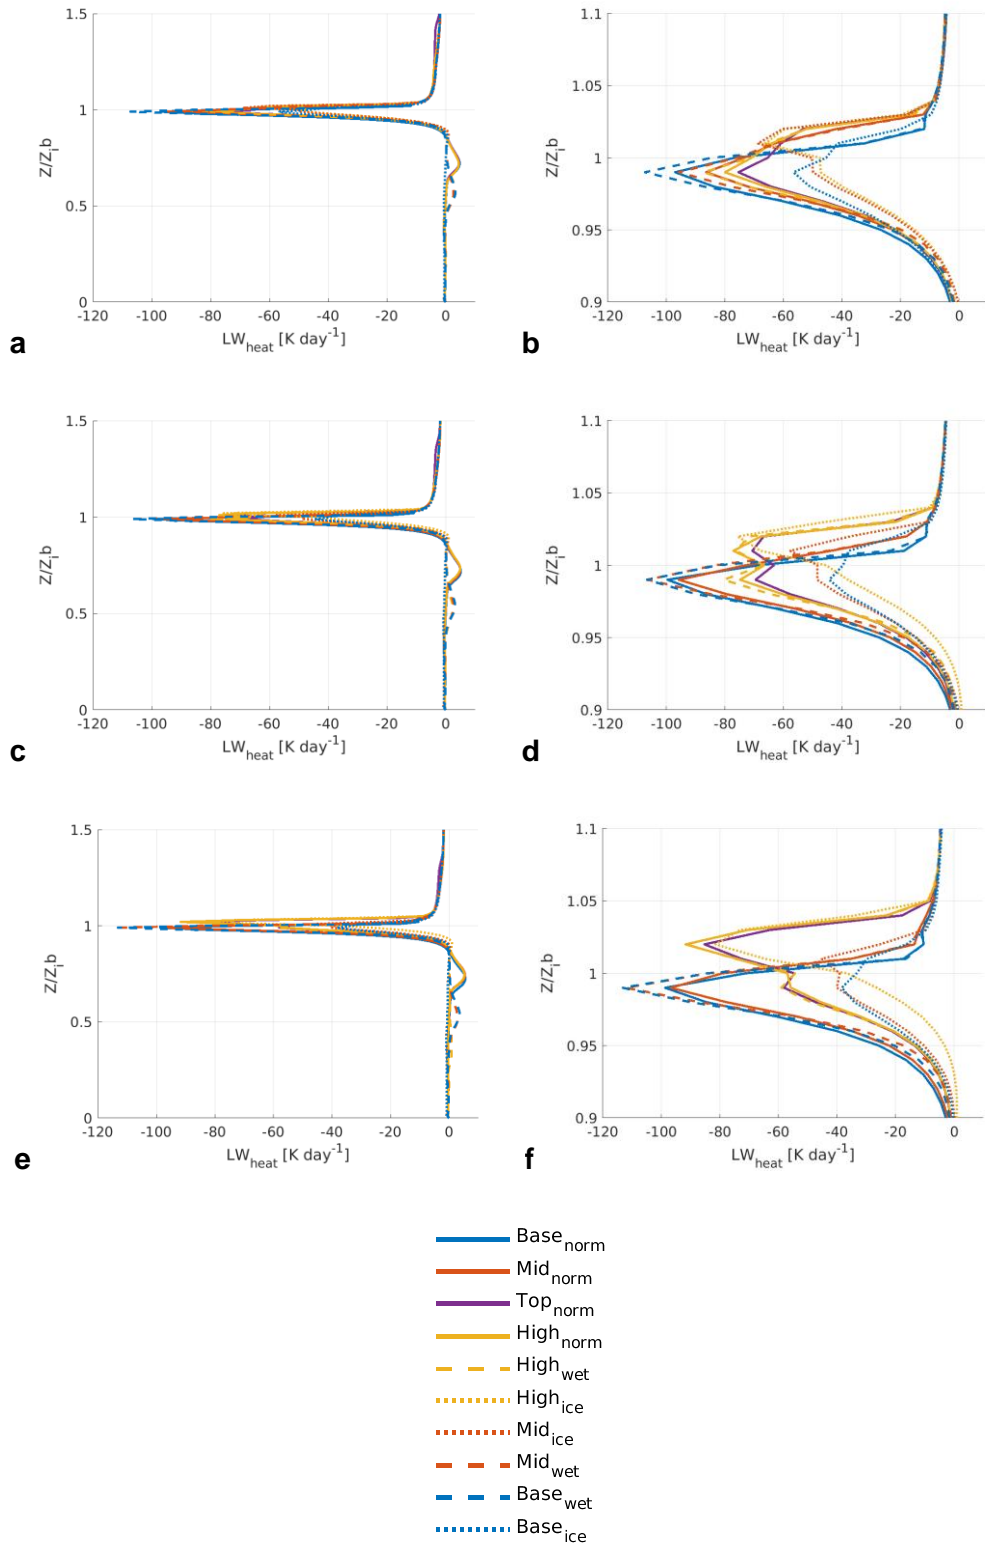 1.5
1
0.5
0
Z/Z_i b
-120 -100 -80 -60 -40 -20 0
LW_heat [K day^-1]
a
1.1
1.05
1
0.95
0.9
Z/Z_i b
-120 -100 -80 -60 -40 -20 0
LW_heat [K day^-1]
b
1.5
1
0.5
0
Z/Z_i b
-120 -100 -80 -60 -40 -20 0
LW_heat [K day^-1]
c
1.1
1.05
1
0.95
0.9
Z/Z_i b
-120 -100 -80 -60 -40 -20 0
LW_heat [K day^-1]
d
1.5
1
0.5
0
Z/Z_i b
-120 -100 -80 -60 -40 -20 0
LW_heat [K day^-1]
e
1.1
1.05
1
0.95
0.9
Z/Z_i b
-120 -100 -80 -60 -40 -20 0
LW_heat [K day^-1]
f
Base_norm
Mid_norm
Top_norm
High_norm
High_wet
High_ice
Mid_ice
Mid_wet
Base_wet
Base_ice